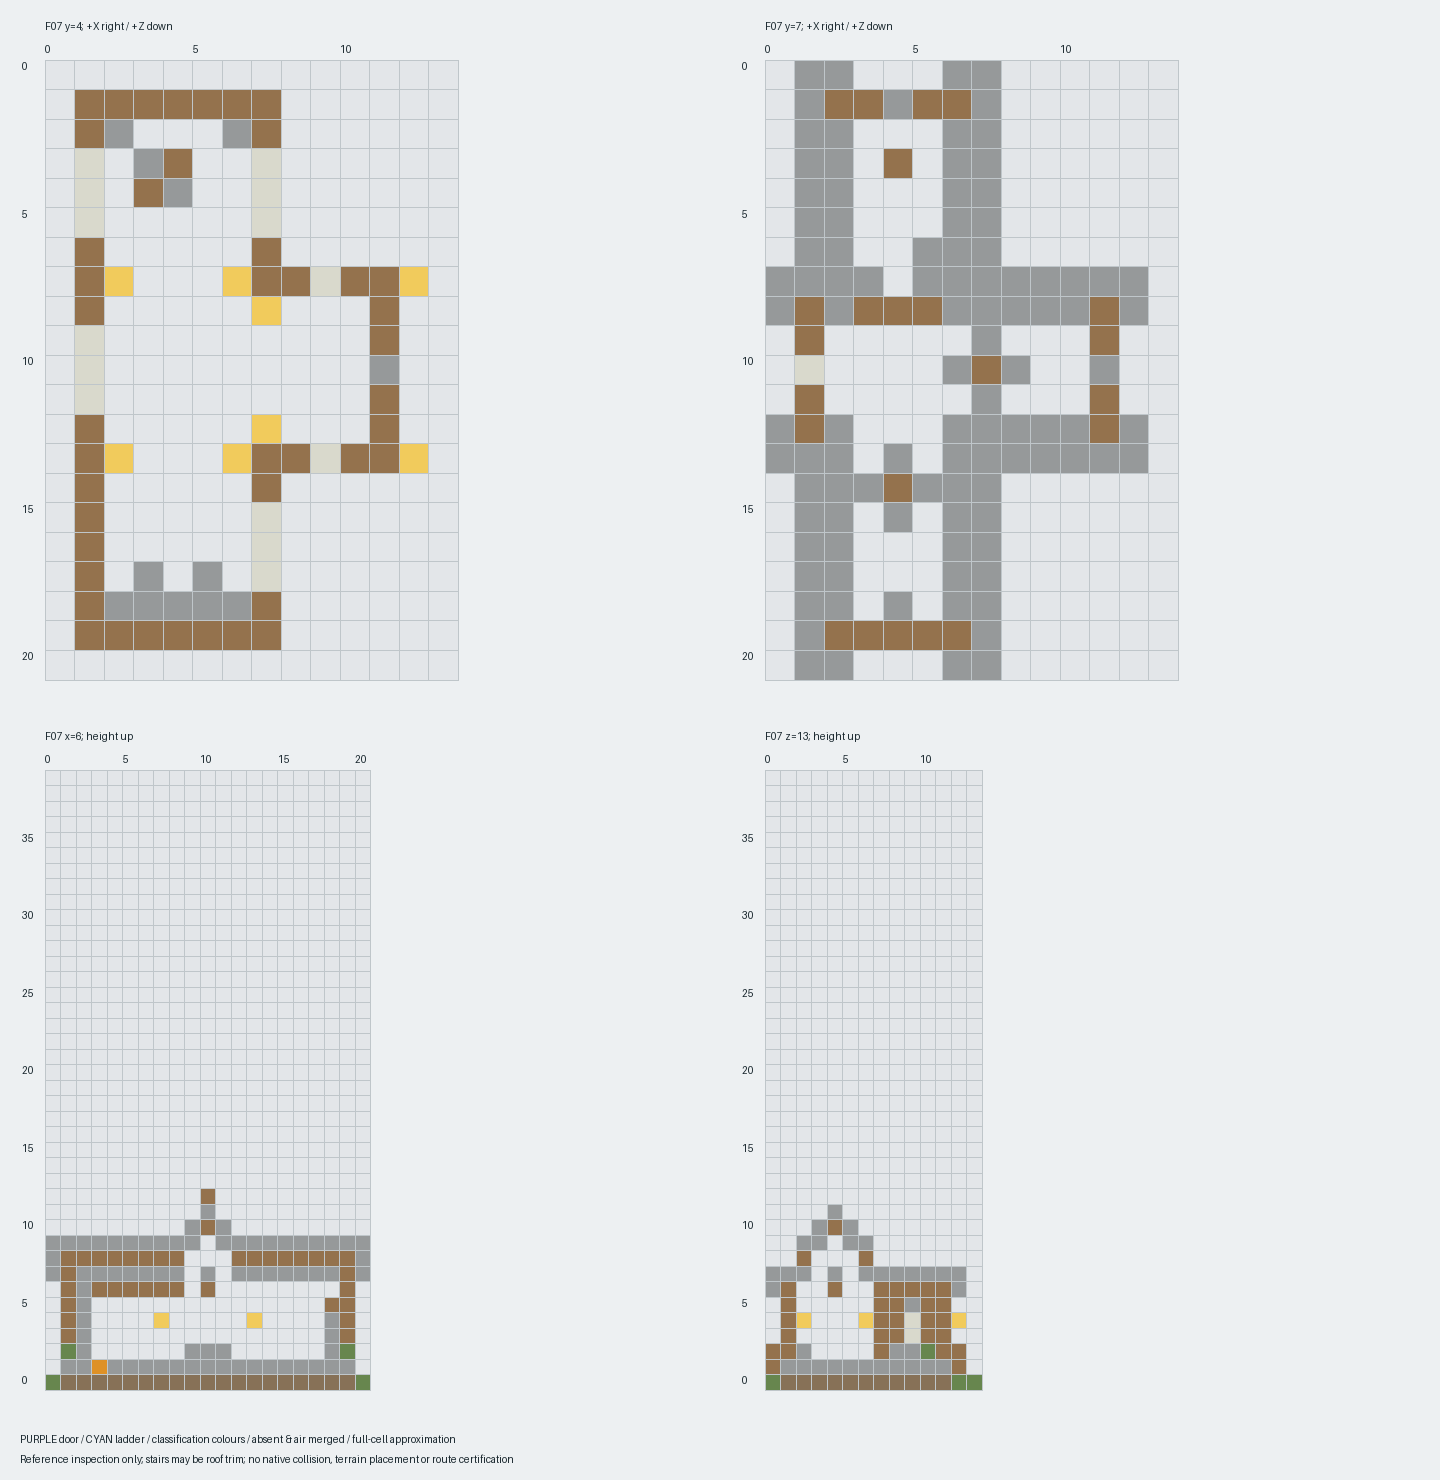 F07 y=4; +X right / +Z down
0 5 10
0
5
10
15
20
F07 y=7; +X right / +Z down
0 5 10
0
5
10
15
20
F07 x=6; height up
0 5 10 15 20
35
30
25
20
15
10
5
0
F07 z=13; height up
0 5 10
35
30
25
20
15
10
5
0
PURPLE door / CYAN ladder / classification colours / absent & air merged / full-cell approximation
Reference inspection only; stairs may be roof trim; no native collision, terrain placement or route certification